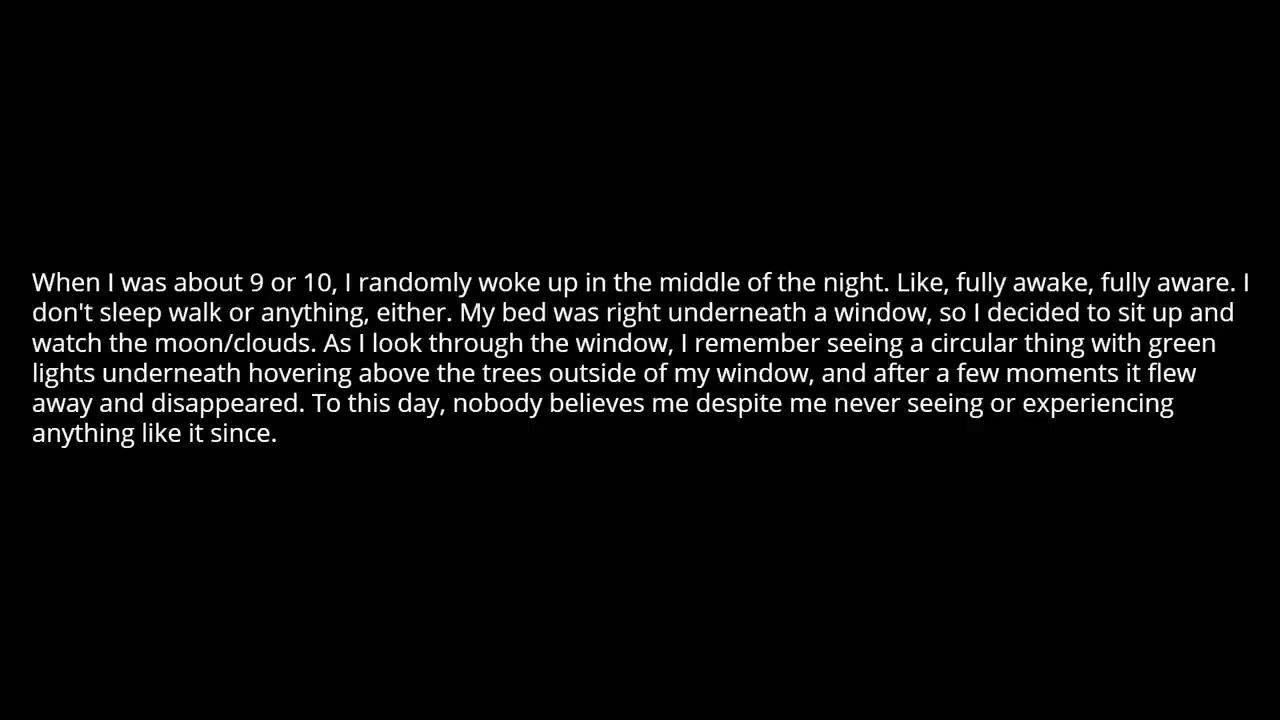 When I was about 9 or 10, I randomly woke up in the middle of the night. Like, fully awake, fully aware. I
don't sleep walk or anything, either. My bed was right underneath a window, so I decided to sit up and
watch the moon/clouds. As I look through the window, I remember seeing a circular thing with green
lights underneath hovering above the trees outside of my window, and after a few moments it flew
away and disappeared. To this day, nobody believes me despite me never seeing or experiencing
anything like it since.